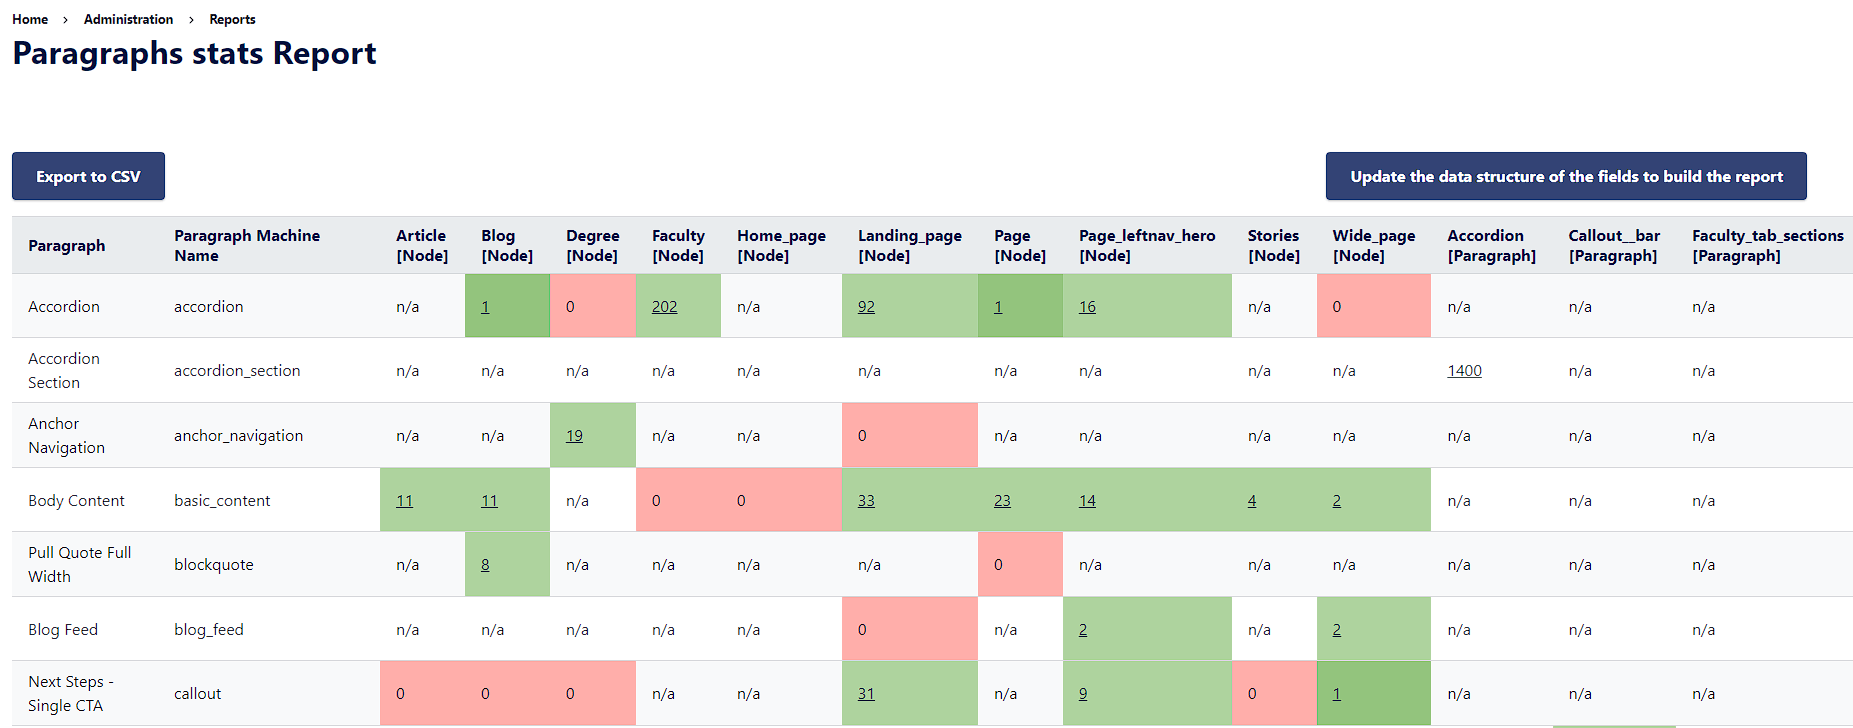 Home > Administration > Reports
Paragraphs stats Report
Export to CSV
Update the data structure of the fields to build the report
Paragraph
Paragraph Machine
Name
Article
[Node]
Blog
[Node]
Degree
[Node]
Faculty
[Node]
Home_page
[Node]
Landing_page
[Node]
Page
[Node]
Page_leftnav_hero
[Node]
Stories
[Node]
Wide_page
[Node]
Accordion
[Paragraph]
Callout__bar
[Paragraph]
Faculty_tab_sections
[Paragraph]
Accordion accordion n/a 1 0 202 n/a 92 1 16 n/a 0 n/a n/a n/a
Accordion
Section
accordion_section n/a n/a n/a n/a n/a n/a n/a n/a n/a n/a 1400 n/a n/a
Anchor
Navigation
anchor_navigation n/a n/a 19 n/a n/a 0 n/a n/a n/a n/a n/a n/a n/a
Body Content basic_content 11 11 n/a 0 0 33 23 14 4 2 n/a n/a n/a
Pull Quote Full
Width
blockquote n/a 8 n/a n/a n/a n/a 0 n/a n/a n/a n/a n/a n/a
Blog Feed blog_feed n/a n/a n/a n/a n/a 0 n/a 2 n/a 2 n/a n/a n/a
Next Steps -
Single CTA
callout 0 0 0 n/a n/a 31 n/a 9 0 1 n/a n/a n/a